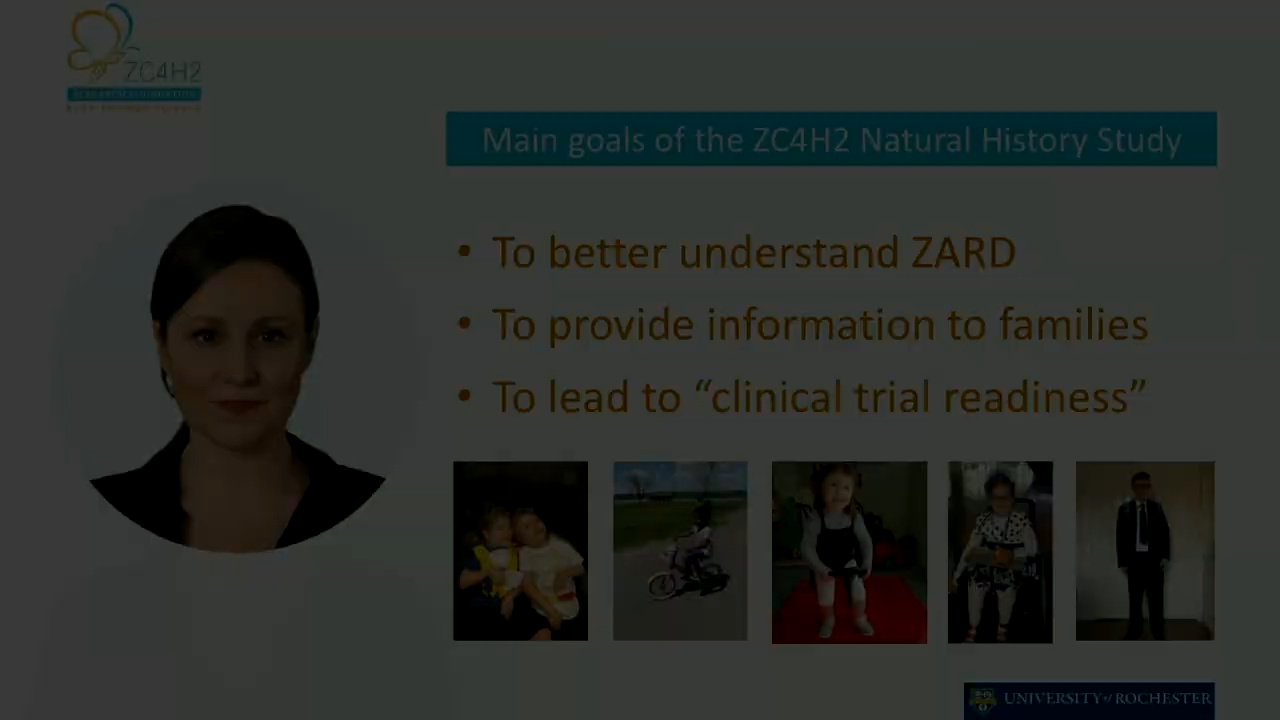 ZC4H2
Main goals of the ZC4H2 Natural History Study
• To better understand ZARD
• To provide information to families
• To lead to “clinical trial readiness”
UNIVERSITY of ROCHESTER